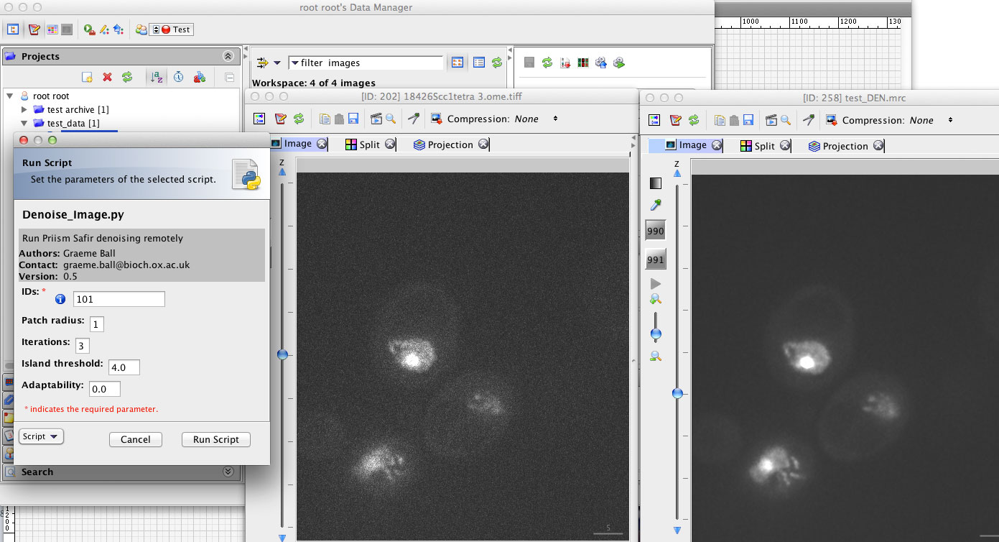 root root's Data Manager
Test
1000 1100 1200 130
Projects
filter images
Workspace: 4 of 4 images
root root
test archive [1]
test_data [1]
Run Script
Set the parameters of the selected script.
Denoise_Image.py
Run Priism Safir denoising remotely
Authors: Graeme Ball
Contact: graeme.ball@bioch.ox.ac.uk
Version: 0.5
IDs: * 101
Patch radius: 1
Iterations: 3
Island threshold: 4.0
Adaptability: 0.0
* indicates the required parameter.
Script Cancel Run Script
Search
1200
[ID: 202] 18426Scc1tetra 3.ome.tiff
Compression: None
Image Split Projection
Z
5
[ID: 258] test_DEN.mrc
Compression: None
Image Split Projection
Z
990
991